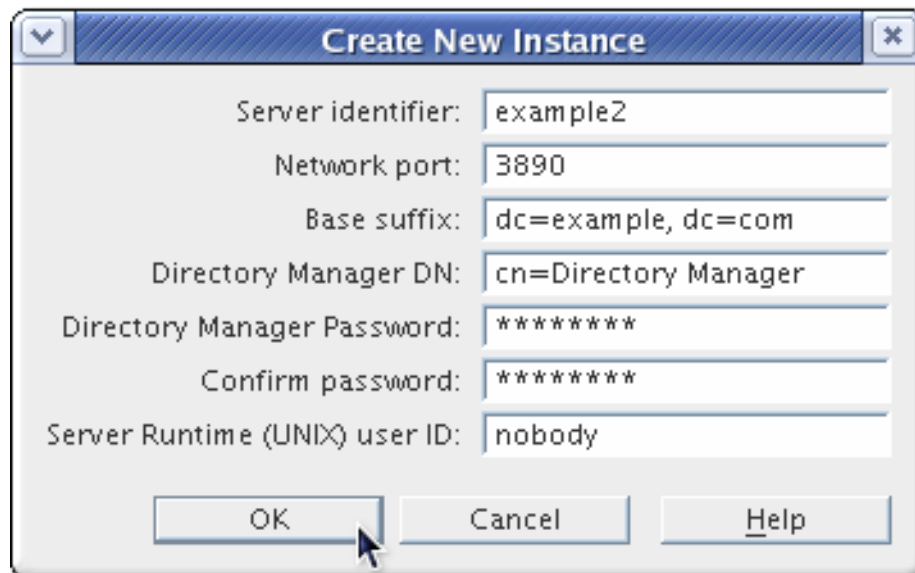 Create New Instance
Server identifier: example2
Network port: 3890
Base suffix: dc=example, dc=com
Directory Manager DN: cn=Directory Manager
Directory Manager Password: ********
Confirm password: ********
Server Runtime (UNIX) user ID: nobody
OK Cancel Help